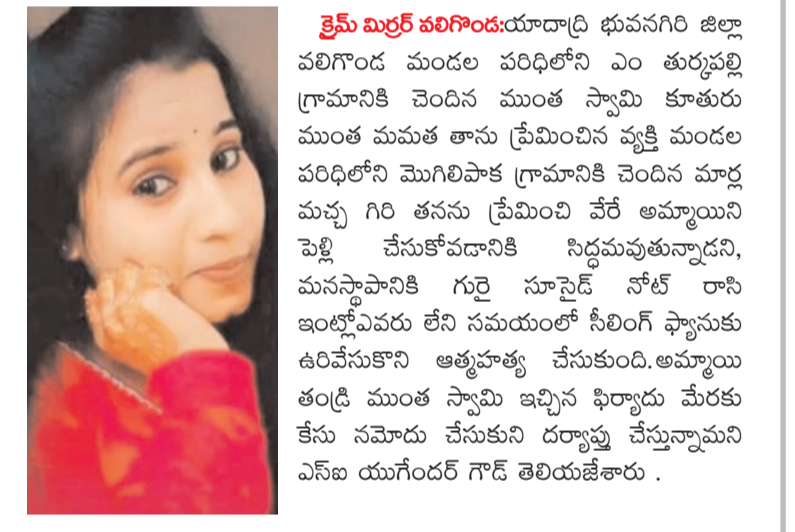 క్రైమ్ మిర్రర్ వలిగొండ:యాదాద్రి భువనగిరి జిల్లా
వలిగొండ మండల పరిధిలోని ఎం తుర్కపల్లి
గ్రామానికి చెందిన ముంత స్వామి కూతురు
ముంత మమత తాను ప్రేమించిన వ్యక్తి మండల
పరిధిలోని మొగిలిపాక గ్రామానికి చెందిన మార్ల
మచ్చ గిరి తనను ప్రేమించి వేరే అమ్మాయిని
పెళ్లి చేసుకోవడానికి సిద్ధమవుతున్నాడని,
మనస్థాపానికి గురై సూసైడ్ నోట్ రాసి
ఇంట్లోఎవరు లేని సమయంలో సీలింగ్ ఫ్యానుకు
ఉరివేసుకొని ఆత్మహత్య చేసుకుంది.అమ్మాయి
తండ్రి ముంత స్వామి ఇచ్చిన ఫిర్యాదు మేరకు
కేసు నమోదు చేసుకుని దర్యాప్తు చేస్తున్నామని
ఎస్ఐ యుగేందర్ గౌడ్ తెలియజేశారు .